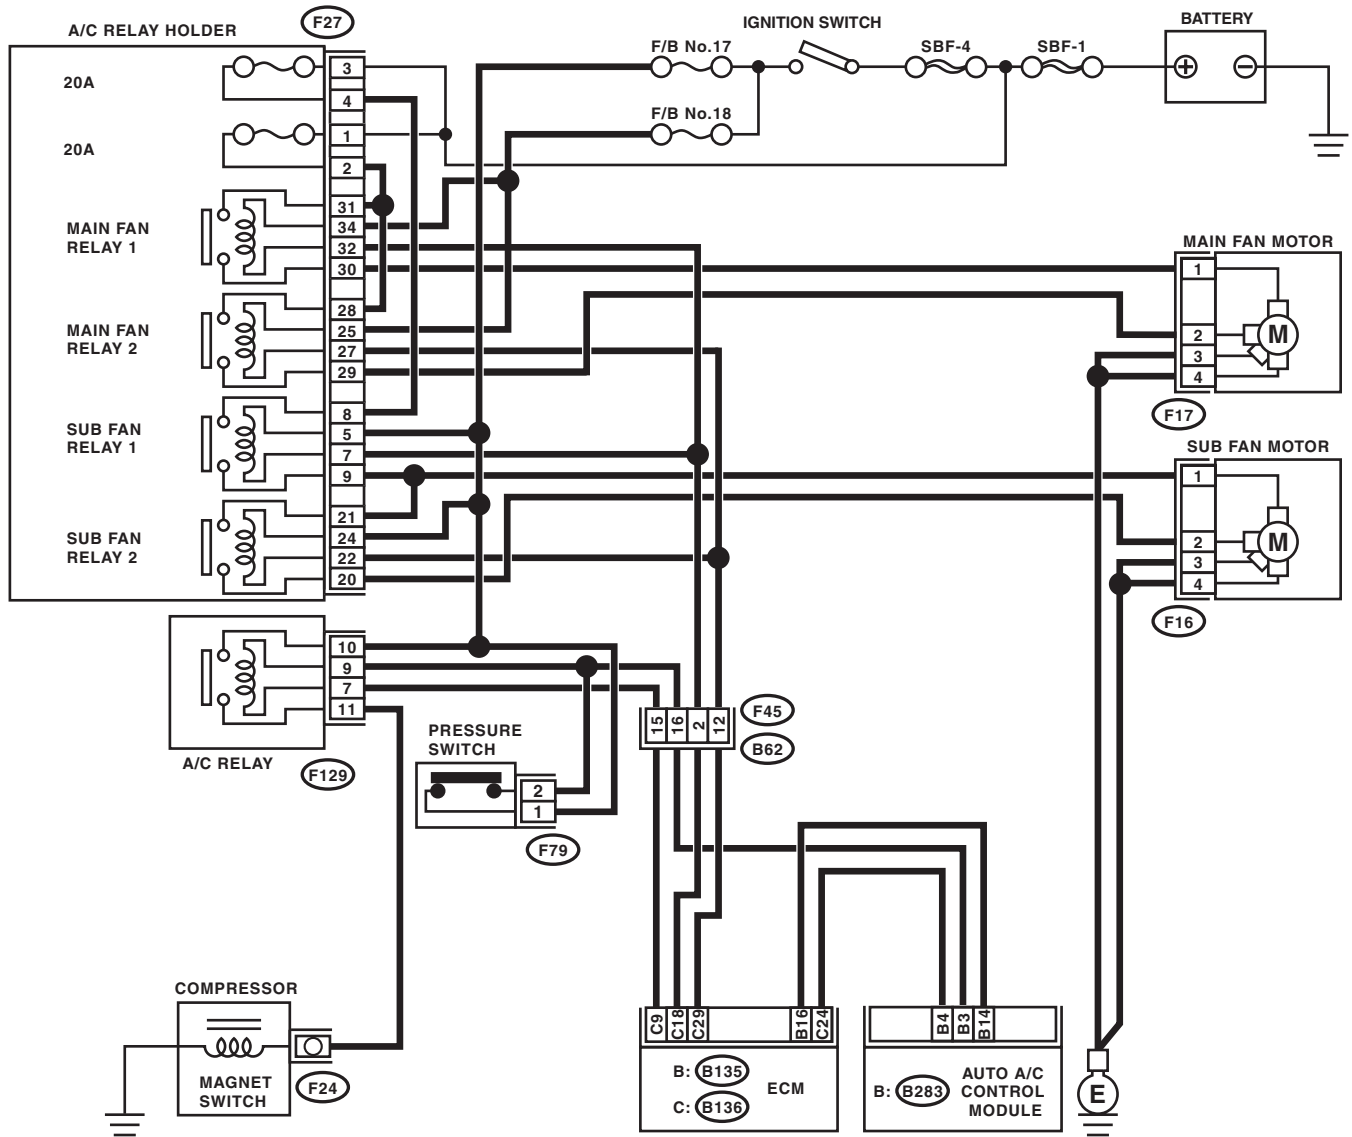 A/C RELAY HOLDER
F27
IGNITION SWITCH
BATTERY
F/B No.17
SBF-4
SBF-1
20A
3
4
F/B No.18
20A
1
2
MAIN FAN
RELAY 1
31
34
32
30
MAIN FAN MOTOR
1
2
3
4
M
F17
MAIN FAN
RELAY 2
28
25
27
29
SUB FAN
RELAY 1
8
5
7
9
SUB FAN MOTOR
1
2
3
4
M
F16
SUB FAN
RELAY 2
21
24
22
20
10
9
7
11
A/C RELAY
F129
PRESSURE
SWITCH
2
1
F79
15
16
2
12
F45
B62
COMPRESSOR
MAGNET
SWITCH
F24
C9
C18
C29
B16
C24
B: B135
C: B136
ECM
B4
B3
B14
B: B283
AUTO A/C
CONTROL
MODULE
E